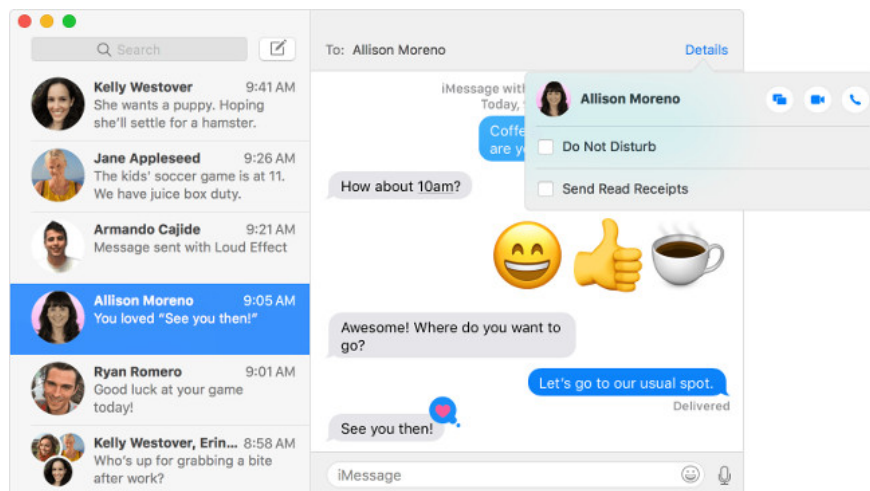 Search
Kelly Westover 9:41 AM
She wants a puppy. Hoping
she'll settle for a hamster.
Jane Appleseed 9:26 AM
The kids' soccer game is at 11.
We have juice box duty.
Armando Cajide 9:21 AM
Message sent with Loud Effect
Allison Moreno 9:05 AM
You loved “See you then!”
Ryan Romero 9:01 AM
Good luck at your game
today!
Kelly Westover, Erin... 8:58 AM
Who's up for grabbing a bite
after work?
To: Allison Moreno Details
iMessage with
Today,
are
How about 10am?
Awesome! Where do you want to
go?
Let's go to our usual spot.
Delivered
See you then!
iMessage
Allison Moreno
Do Not Disturb
Send Read Receipts